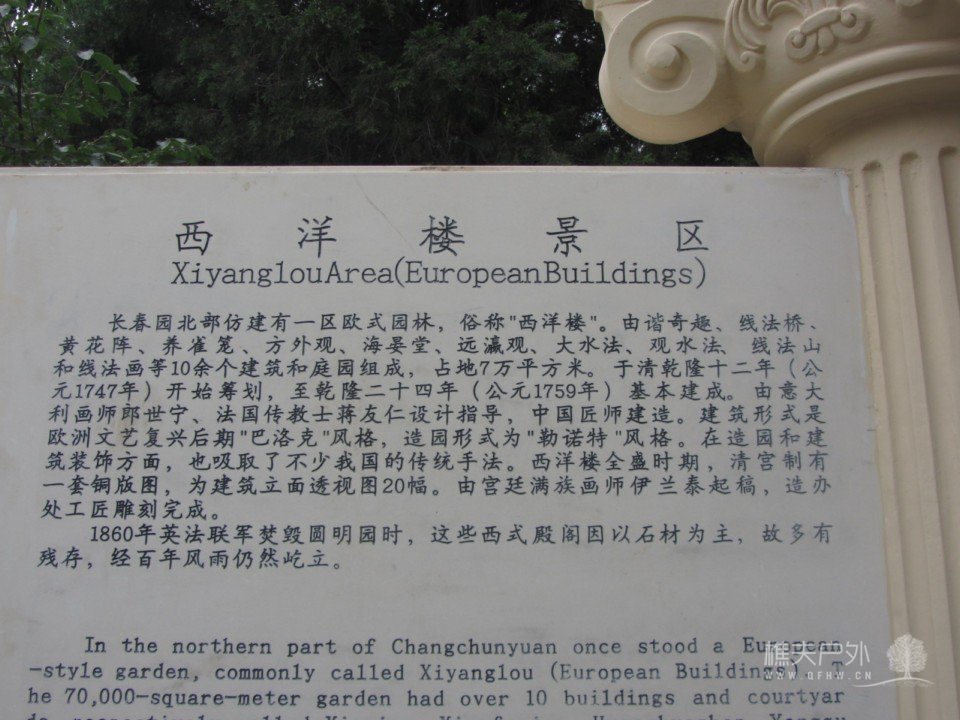 西洋楼景区
XiyanglouArea(EuropeanBuildings)
长春园北部仿建有一区欧式园林，俗称"西洋楼"。由谐奇趣、线法桥、
黄花阵、养雀笼、方外观、海晏堂、远瀛观、大水法、观水法、线法山
和线法画等10余个建筑和庭园组成，占地7万平方米。于清乾隆十二年（公
元1747年）开始筹划，至乾隆二十四年（公元1759年）基本建成。由意大
利画师郎世宁、法国传教士蒋友仁设计指导，中国匠师建造。建筑形式是
欧洲文艺复兴后期"巴洛克"风格，造园形式为"勒诺特"风格。在造园和建
筑装饰方面，也吸取了不少我国的传统手法。西洋楼全盛时期，清宫制有
一套铜版图，为建筑立面透视图20幅。由宫廷满族画师伊兰泰起稿，造办
处工匠雕刻完成。
1860年英法联军焚毁圆明园时，这些西式殿阁因以石材为主，故多有
残存，经百年风雨仍然屹立。
In the northern part of Changchunyuan once stood a European
-style garden, commonly called Xiyanglou (European Buildings). T
he 70,000-square-meter garden had over 10 buildings and courtyar
樵夫户外
WWW.QFHW.CN